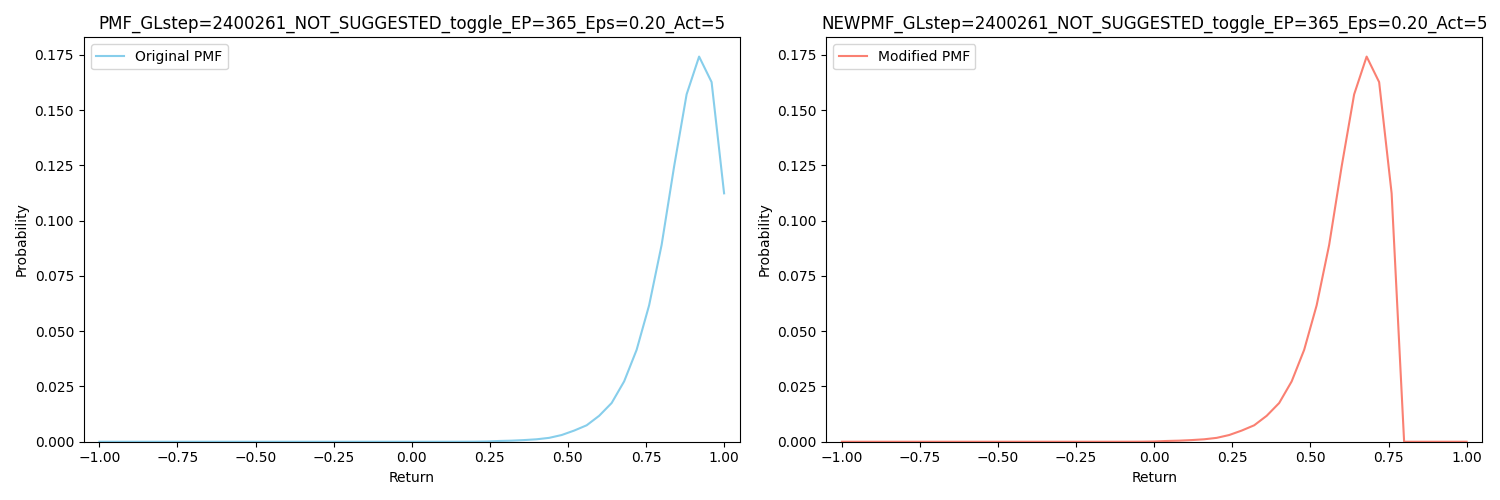 PMF_GLstep=2400261_NOT_SUGGESTED_toggle_EP=365_Eps=0.20_Act=5
Original PMF
Probability
0.175
0.150
0.125
0.100
0.075
0.050
0.025
0.000
−1.00 −0.75 −0.50 −0.25 0.00 0.25 0.50 0.75 1.00
Return
NEWPMF_GLstep=2400261_NOT_SUGGESTED_toggle_EP=365_Eps=0.20_Act=5
Modified PMF
Probability
0.175
0.150
0.125
0.100
0.075
0.050
0.025
0.000
−1.00 −0.75 −0.50 −0.25 0.00 0.25 0.50 0.75 1.00
Return